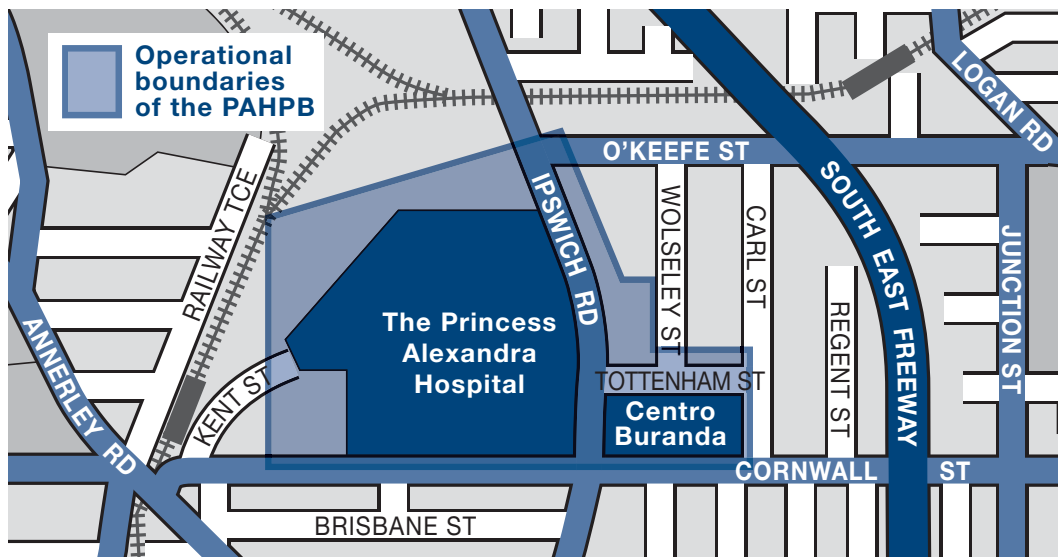 Operational
boundaries
of the PAHPB
LOGAN RD
O'KEEFE ST
RAILWAY TCE
IPSWICH RD
WOLSELEY ST
CARL ST
SOUTH EAST FREEWAY
JUNCTION ST
ANNERLEY RD
KENT ST
The Princess
Alexandra
Hospital
REGENT ST
TOTTENHAM ST
Centro
Buranda
CORNWALL ST
BRISBANE ST